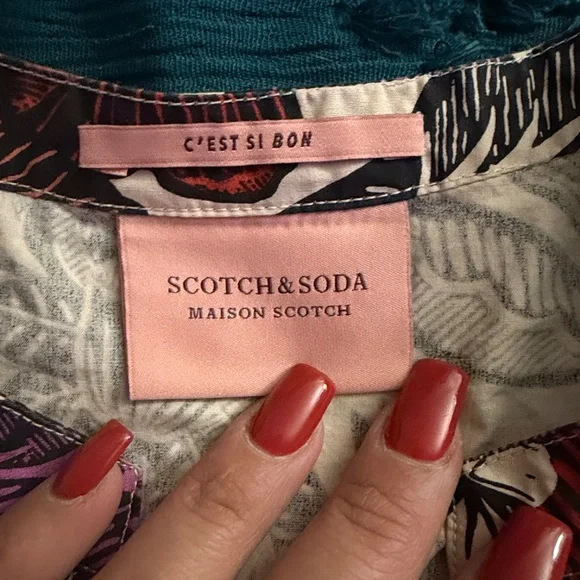 C'EST SI BON
SCOTCH & SODA
MAISON SCOTCH